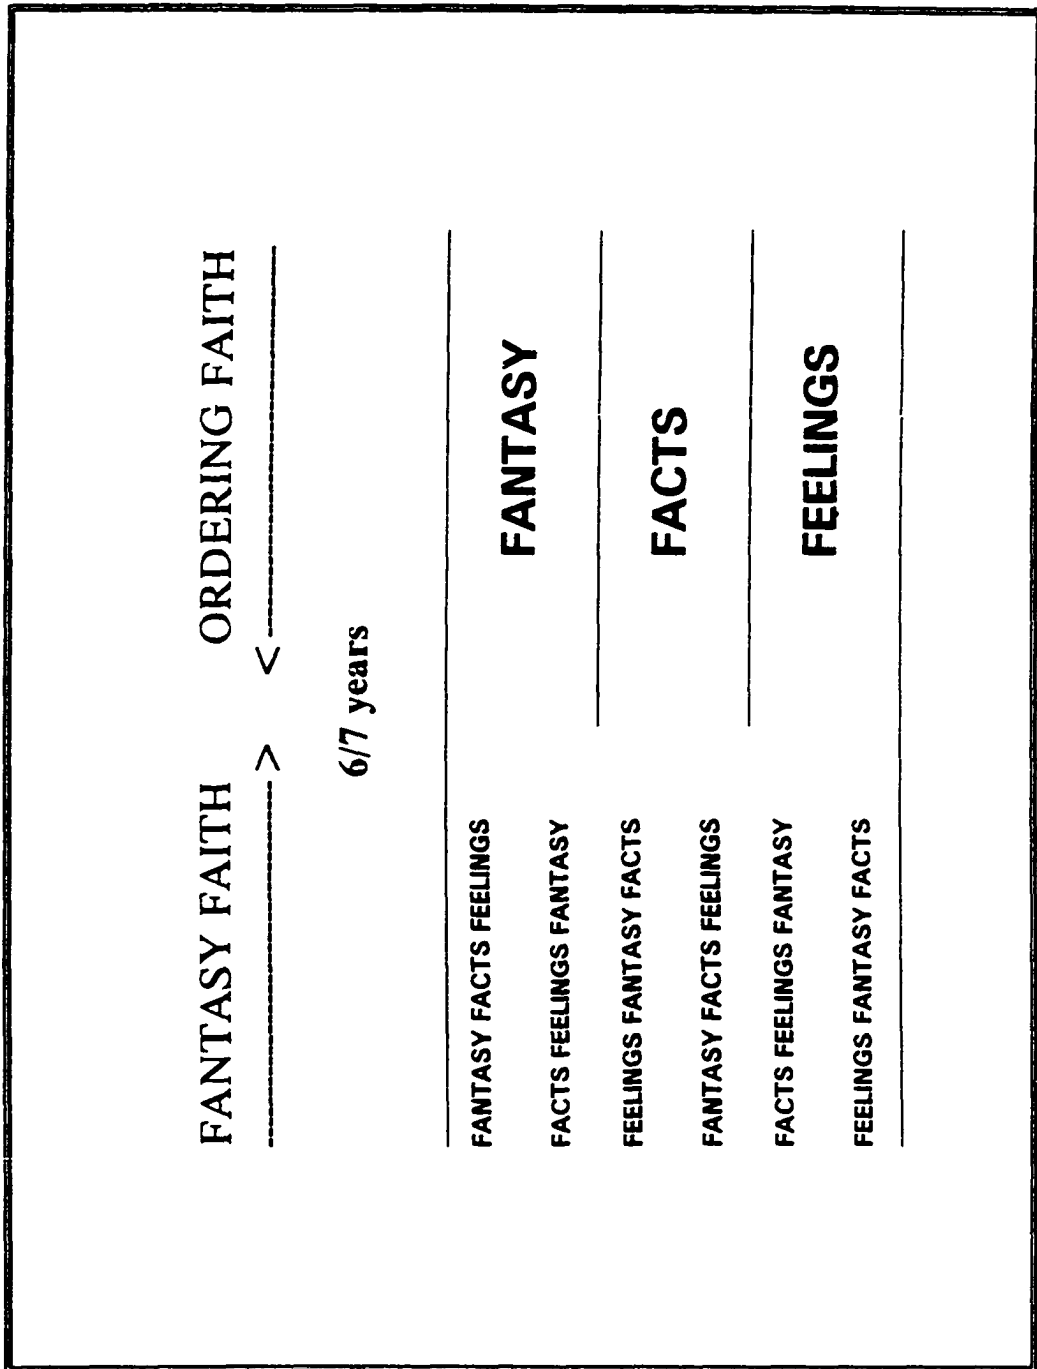 FANTASY FAITH ORDERING FAITH
--------------------> <--------------------
6/7 years
FANTASY FACTS FEELINGS
FACTS FEELINGS FANTASY
FANTASY
FEELINGS FANTASY FACTS
FANTASY FACTS FEELINGS
FACTS
FACTS FEELINGS FANTASY
FEELINGS FANTASY FACTS
FEELINGS